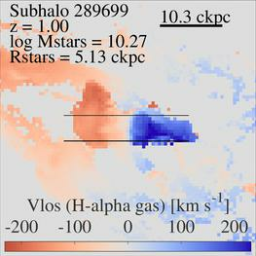 Subhalo 289699
10.3 ckpc
z = 1.00
log Mstars = 10.27
Rstars = 5.13 ckpc
Vlos (H-alpha gas) [km s⁻¹]
-200 -100 0 100 200